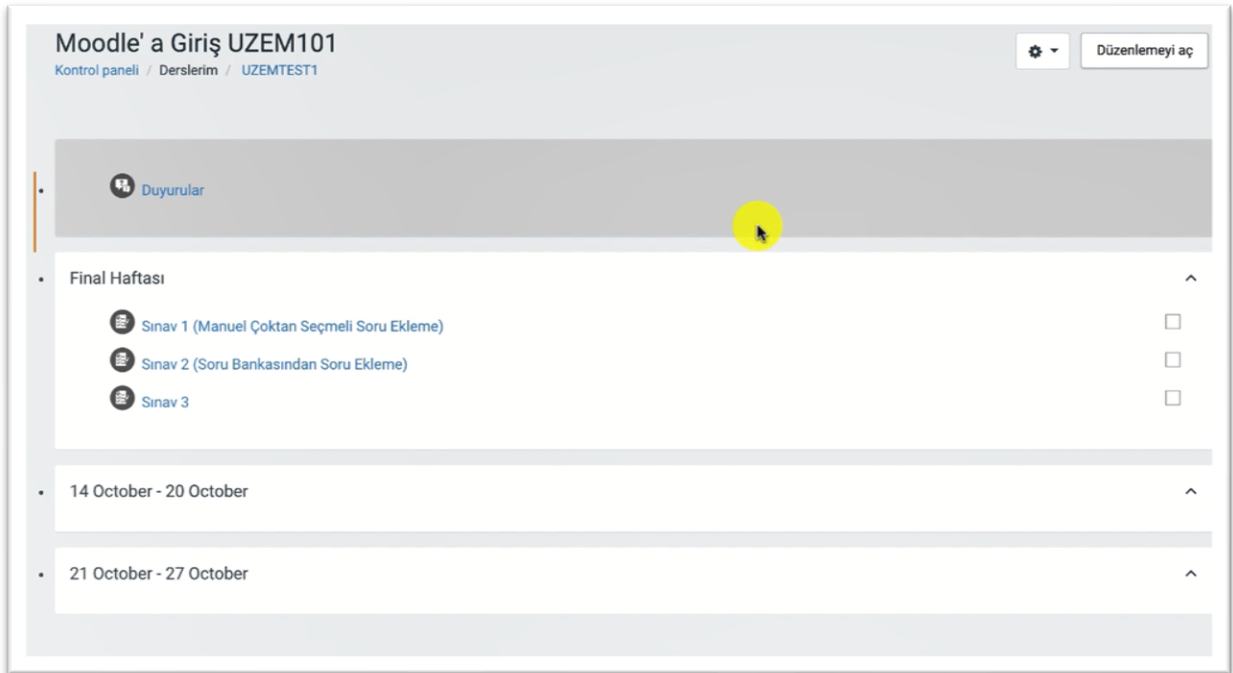 Moodle' a Giriş UZEM101
Düzenlemeyi aç
Kontrol paneli / Derslerim / UZEMTEST1
Duyurular
Final Haftası
Sınav 1 (Manuel Çoktan Seçmeli Soru Ekleme)
Sınav 2 (Soru Bankasından Soru Ekleme)
Sınav 3
14 October - 20 October
21 October - 27 October